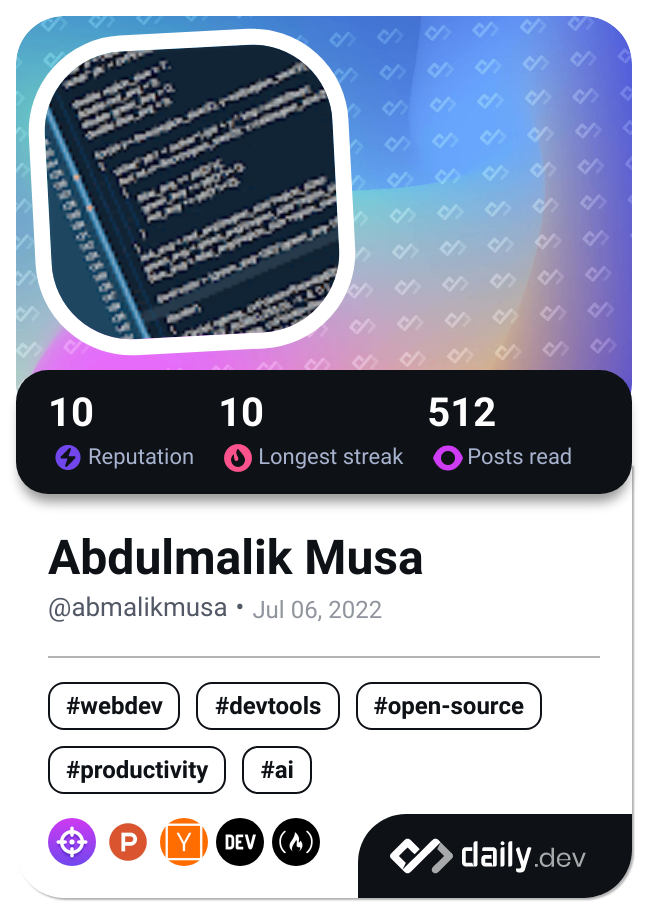 10 10 512
Reputation Longest streak Posts read
Abdulmalik Musa
@abmalikmusa • Jul 06, 2022
#webdev #devtools #open-source
#productivity #ai
P Y DEV
daily.dev